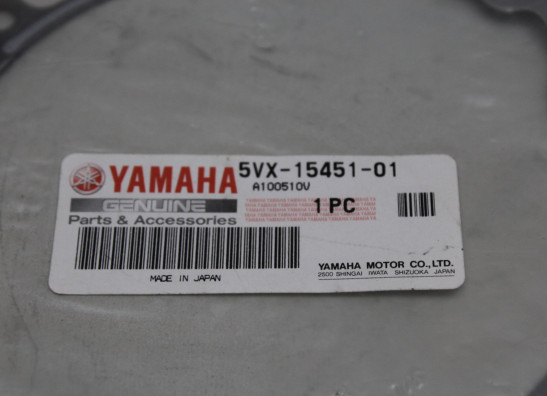 YAMAHA
5VX-15451-01
A100510V
GENUINE
1 PC
Parts & Accessories
MADE IN JAPAN
YAMAHA MOTOR CO.,LTD.
2500 SHINGAI IWATA SHIZUOKA JAPAN